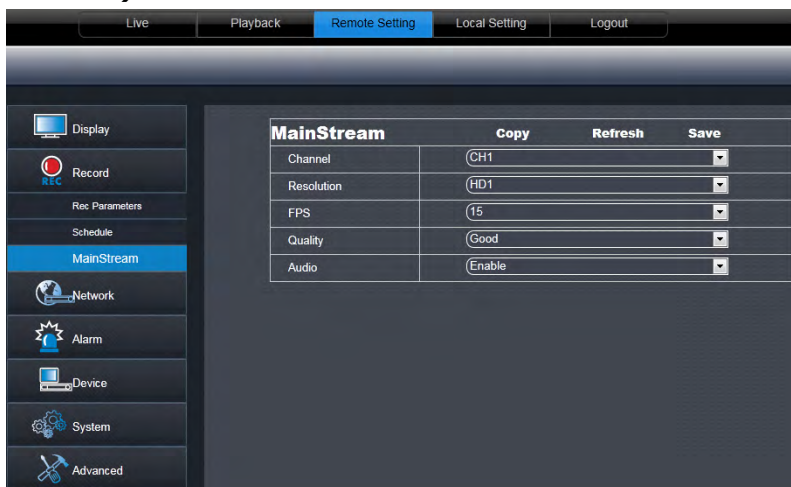 Live Playback Remote Setting Local Setting Logout
Display
Record
REC
Rec Parameters
Schedule
MainStream
Network
Alarm
Device
System
Advanced
MainStream Copy Refresh Save
Channel CH1
Resolution HD1
FPS 15
Quality Good
Audio Enable